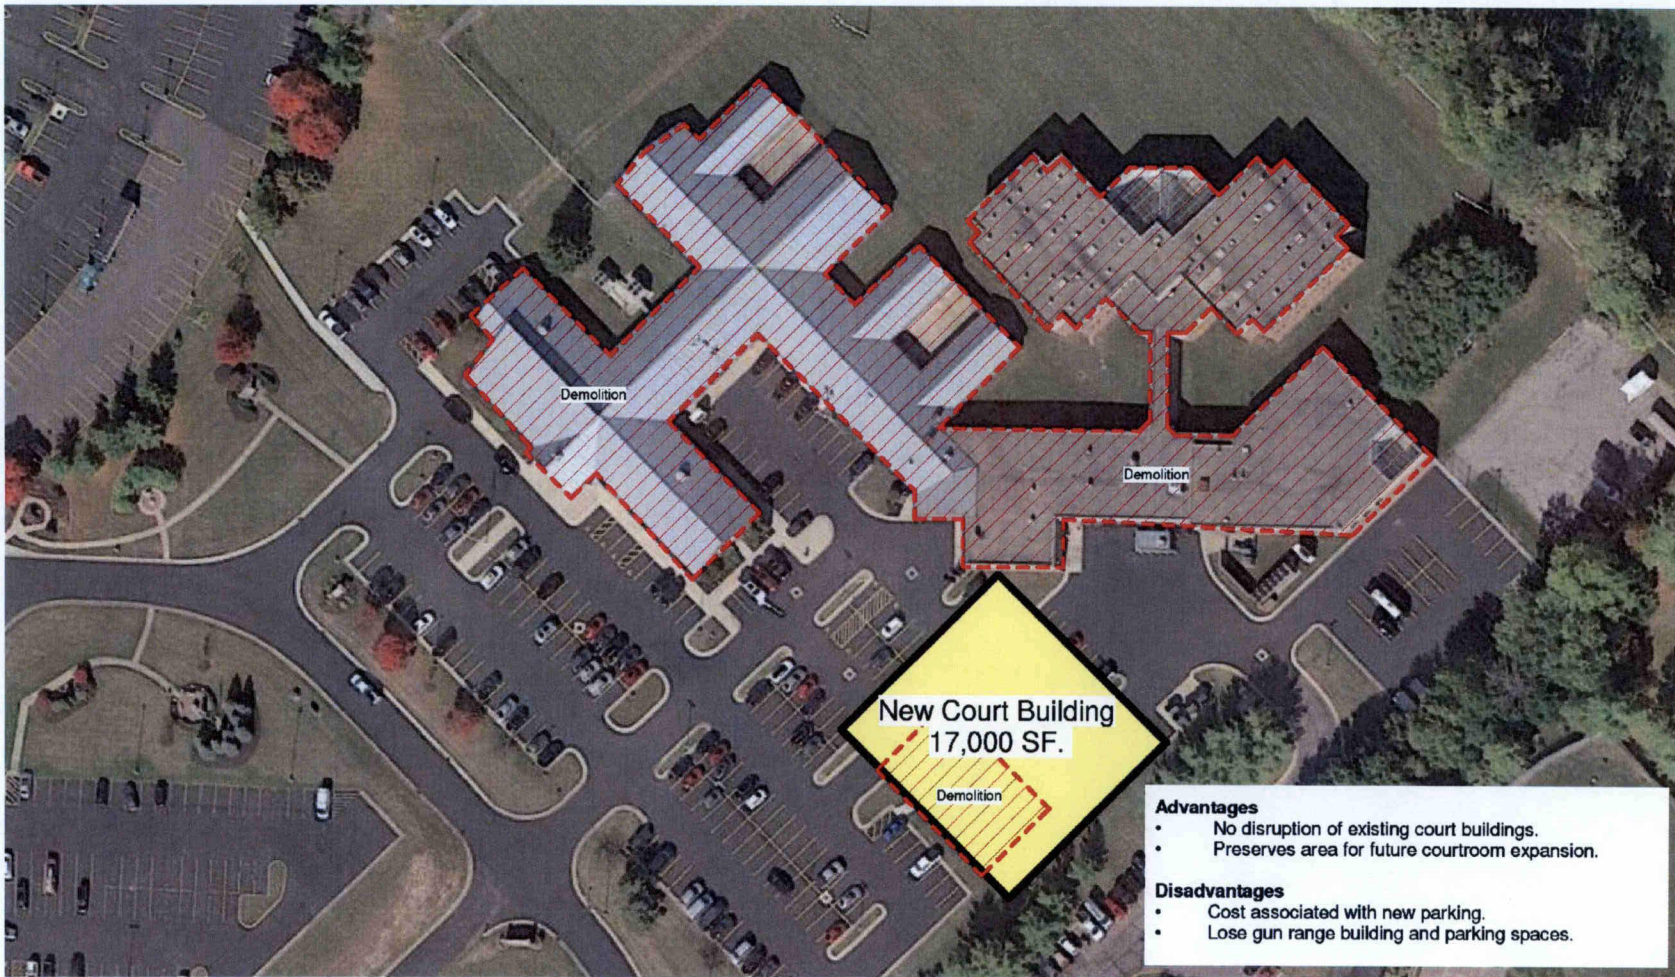 Demolition
Demolition
New Court Building
17,000 SF.
Demolition
Advantages
• No disruption of existing court buildings.
• Preserves area for future courtroom expansion.
Disadvantages
• Cost associated with new parking.
• Lose gun range building and parking spaces.